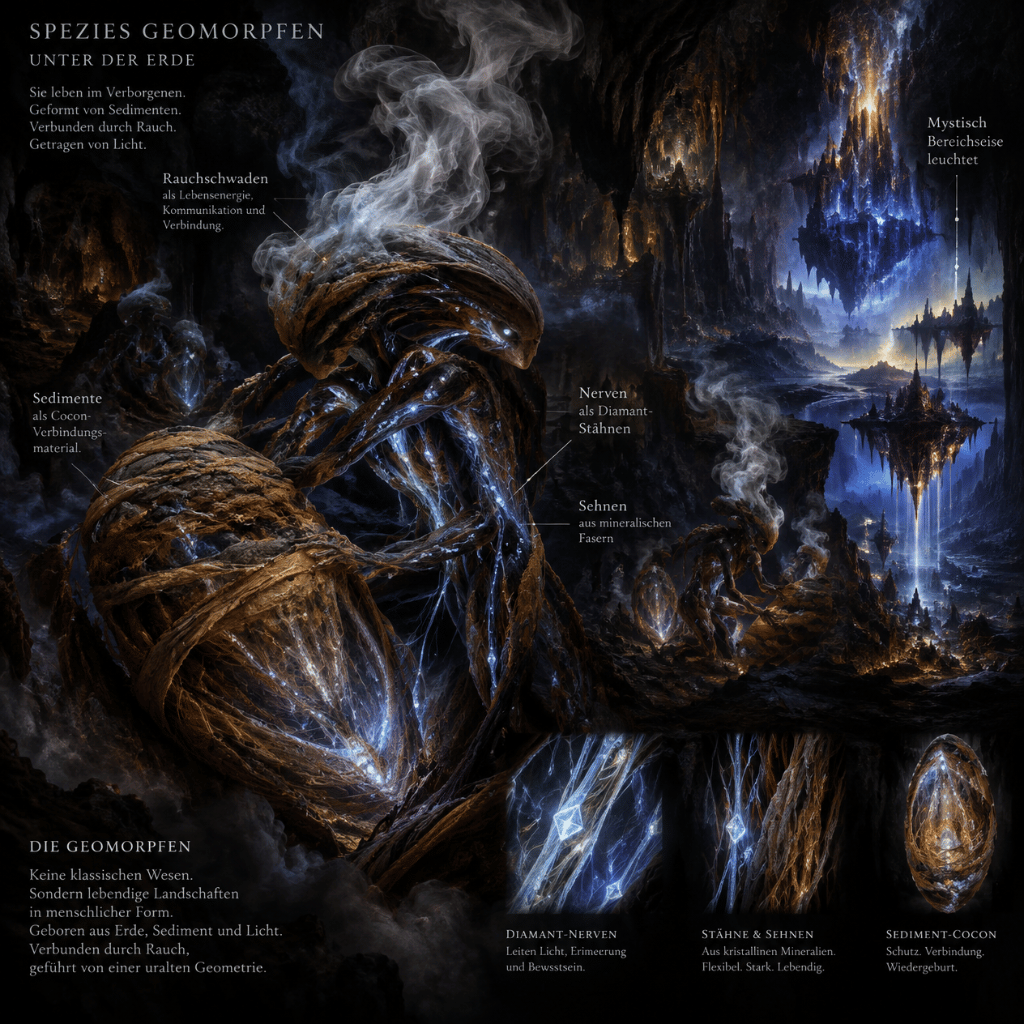 SPEZIES GEOMORPFEN
UNTER DER ERDE
Sie leben im Verborgenen.
Geformt von Sedimenten.
Verbunden durch Rauch.
Getragen von Licht.
Rauchschwaden
als Lebensenergie,
Kommunikation und
Verbindung.
Mystisch
Bereichseise
leuchtet
Sedimente
als Cocon-
Verbindungs-
material.
Nerven
als Diamant-
Stähnen
Sehnen
aus mineralischen
Fasern
DIE GEOMORPFEN
Keine klassischen Wesen.
Sondern lebendige Landschaften
in menschlicher Form.
Geboren aus Erde, Sediment und Licht.
Verbunden durch Rauch,
geführt von einer uralten Geometrie.
DIAMANT-NERVEN
Leiten Licht, Erimeerung
und Bewsstsein.
STÄHNE & SEHNEN
Aus kristallinen Mineralien.
Flexibel. Stark. Lebendig.
SEDIMENT-COCON
Schutz. Verbindung.
Wiedergeburt.